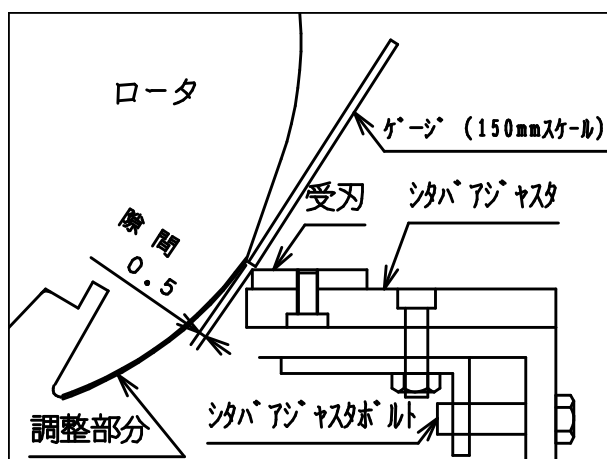 ロータ
ゲージ (150mmスケール)
受刃
シタバアジャスタ
隙間
0.5
調整部分
シタバアジャスタボルト